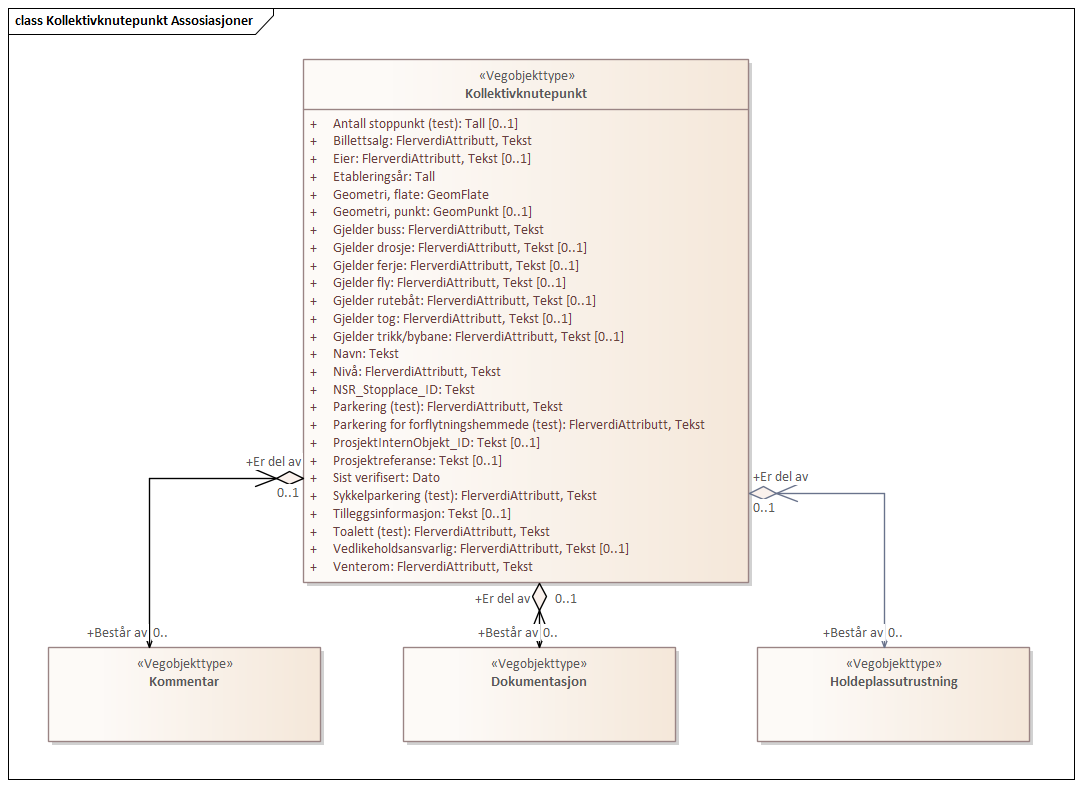 class Kollektivknutepunkt Assosiasjoner
«Vegobjekttype»
Kollektivknutepunkt
+ Antall stoppunkt (test): Tall [0..1]
+ Billettsalg: FlerverdiAttributt, Tekst
+ Eier: FlerverdiAttributt, Tekst [0..1]
+ Etableringsår: Tall
+ Geometri, flate: GeomFlate
+ Geometri, punkt: GeomPunkt [0..1]
+ Gjelder buss: FlerverdiAttributt, Tekst
+ Gjelder drosje: FlerverdiAttributt, Tekst [0..1]
+ Gjelder ferje: FlerverdiAttributt, Tekst [0..1]
+ Gjelder fly: FlerverdiAttributt, Tekst [0..1]
+ Gjelder rutebåt: FlerverdiAttributt, Tekst [0..1]
+ Gjelder tog: FlerverdiAttributt, Tekst [0..1]
+ Gjelder trikk/bybane: FlerverdiAttributt, Tekst [0..1]
+ Navn: Tekst
+ Nivå: FlerverdiAttributt, Tekst
+ NSR_Stopplace_ID: Tekst
+ Parkering (test): FlerverdiAttributt, Tekst
+ Parkering for forflytningshemmede (test): FlerverdiAttributt, Tekst
+ ProsjektInternObjekt_ID: Tekst [0..1]
+ Prosjektreferanse: Tekst [0..1]
+ Sist verifisert: Dato
+ Sykkelparkering (test): FlerverdiAttributt, Tekst
+ Tilleggsinformasjon: Tekst [0..1]
+ Toalett (test): FlerverdiAttributt, Tekst
+ Vedlikeholdsansvarlig: FlerverdiAttributt, Tekst [0..1]
+ Venterom: FlerverdiAttributt, Tekst
+Er del av
0..1
+Er del av
0..1
+Er del av 0..1
+Består av 0..
+Består av 0..
+Består av 0..
«Vegobjekttype»
Kommentar
«Vegobjekttype»
Dokumentasjon
«Vegobjekttype»
Holdeplassutrustning